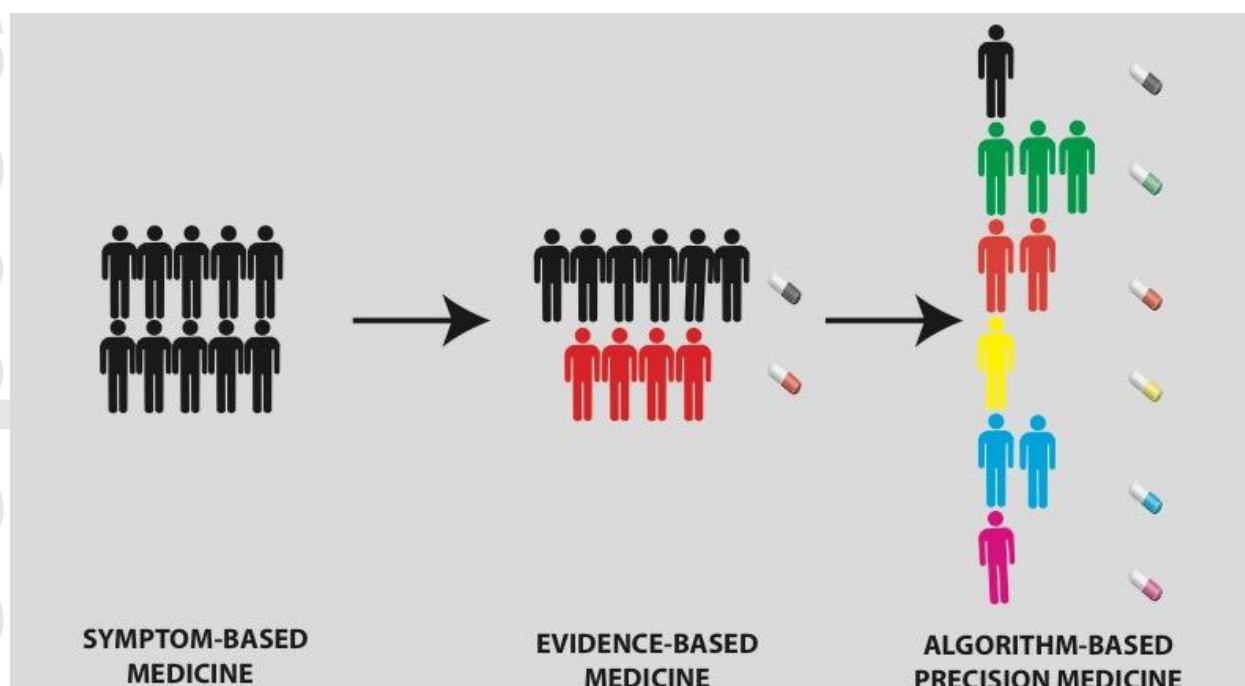 SYMPTOM-BASED
MEDICINE
EVIDENCE-BASED
MEDICINE
ALGORITHM-BASED
PRECISION MEDICINE